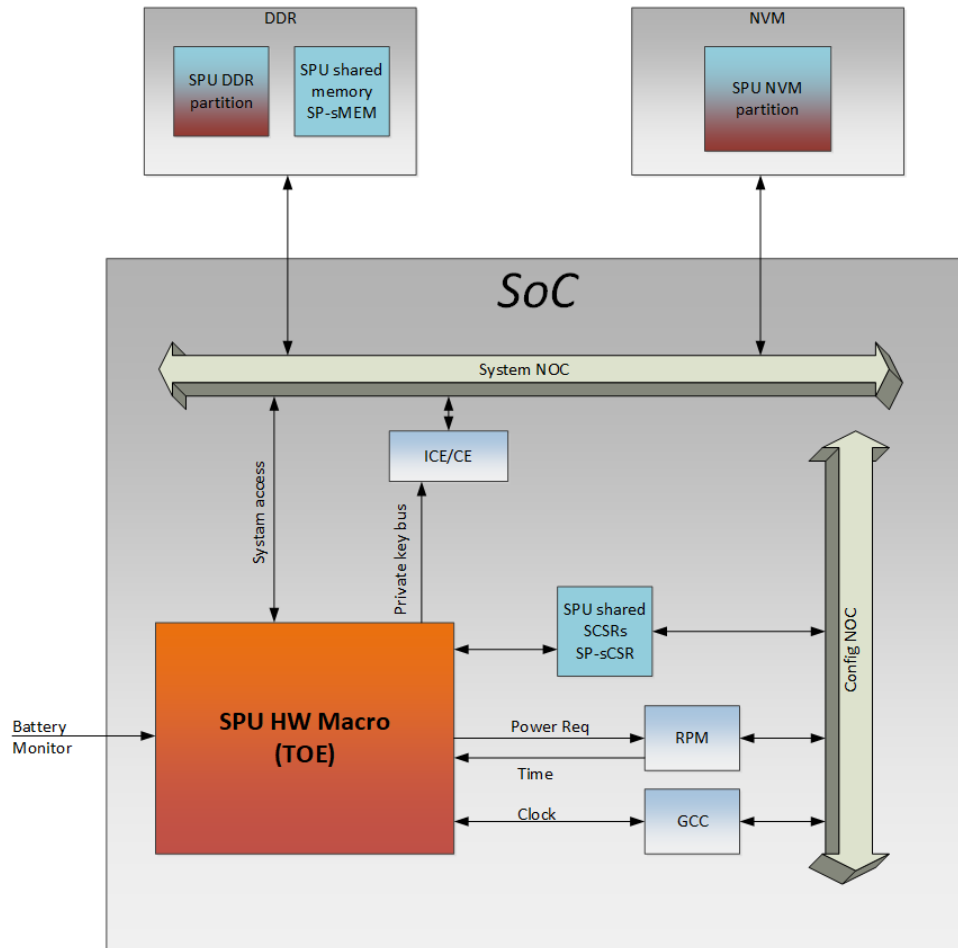 DDR
SPU DDR
partition
SPU shared
memory
SP-sMEM
NVM
SPU NVM
partition
SoC
System NOC
ICE/CE
Systam access
Private key bus
SPU shared
SCSRs
SP-sCSR
Config NOC
SPU HW Macro
(TOE)
Battery
Monitor
Power Req
RPM
Time
Clock
GCC